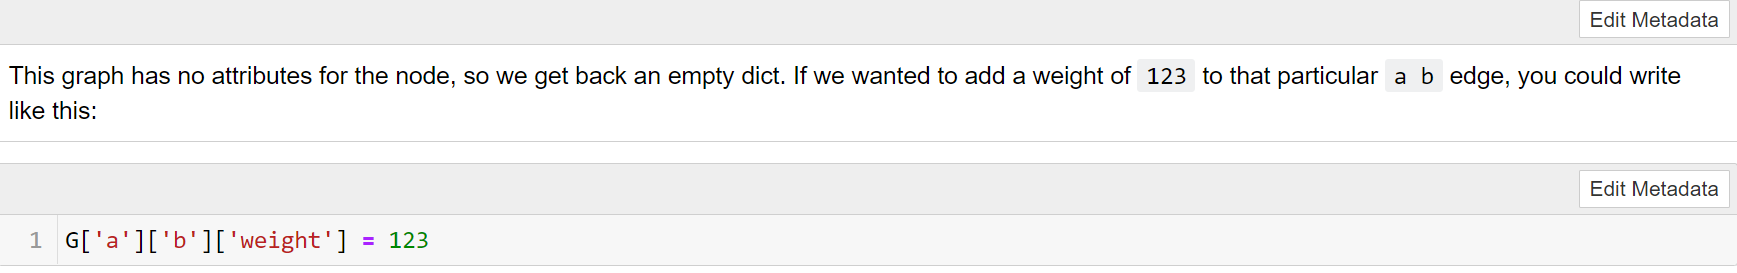 Edit Metadata
This graph has no attributes for the node, so we get back an empty dict. If we wanted to add a weight of 123 to that particular a b edge, you could write
like this:
Edit Metadata
1 G['a']['b']['weight'] = 123